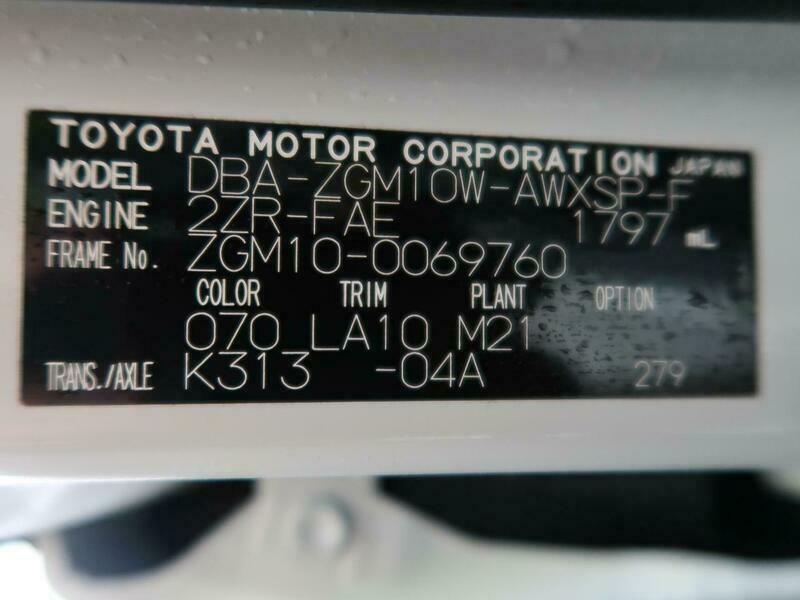 TOYOTA MOTOR CORPORATION JAPAN
MODEL DBA-ZGM10W-AWXSP-F
ENGINE 2ZR-FAE 1797 mL
FRAME No. ZGM10-0069760
COLOR TRIM PLANT OPTION
070 LA10 M21
TRANS./AXLE K313 -04A 279